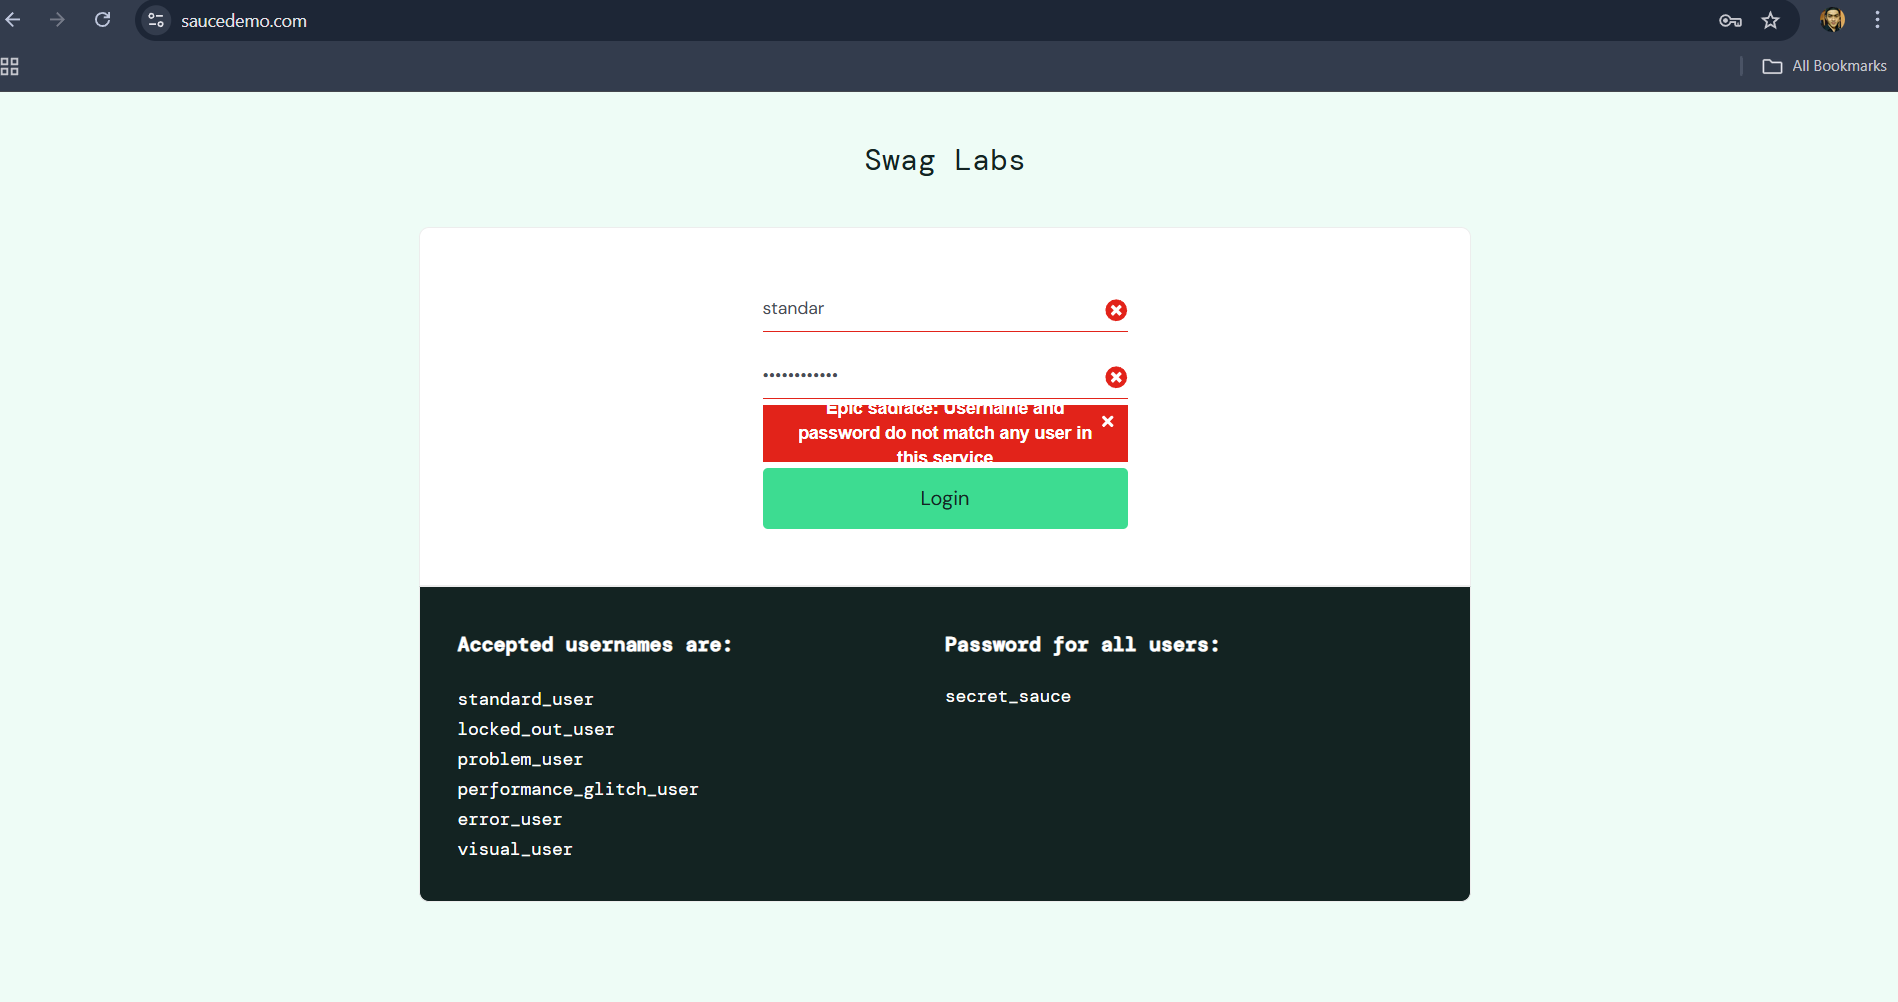 saucedemo.com
All Bookmarks
Swag Labs
standar
••••••••••••
Epic sadface: Username and
password do not match any user in
this service
Login
Accepted usernames are:
standard_user
locked_out_user
problem_user
performance_glitch_user
error_user
visual_user
Password for all users:
secret_sauce